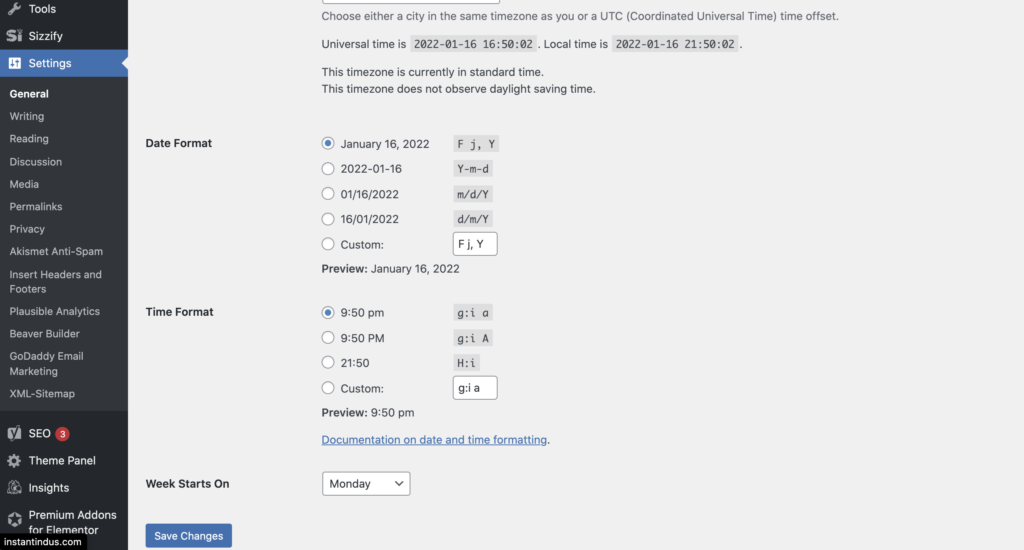 Tools
Sizzify
Settings
General
Writing
Reading
Discussion
Media
Permalinks
Privacy
Akismet Anti-Spam
Insert Headers and
Footers
Plausible Analytics
Beaver Builder
GoDaddy Email
Marketing
XML-Sitemap
SEO 3
Theme Panel
Insights
Premium Addons
for Elementor
instantindus.com
Choose either a city in the same timezone as you or a UTC (Coordinated Universal Time) time offset.
Universal time is 2022-01-16 16:50:02 . Local time is 2022-01-16 21:50:02 .
This timezone is currently in standard time.
This timezone does not observe daylight saving time.
Date Format
January 16, 2022 F j, Y
2022-01-16 Y-m-d
01/16/2022 m/d/Y
16/01/2022 d/m/Y
Custom: F j, Y
Preview: January 16, 2022
Time Format
9:50 pm g:i a
9:50 PM g:i A
21:50 H:i
Custom: g:i a
Preview: 9:50 pm
Documentation on date and time formatting.
Week Starts On Monday
Save Changes